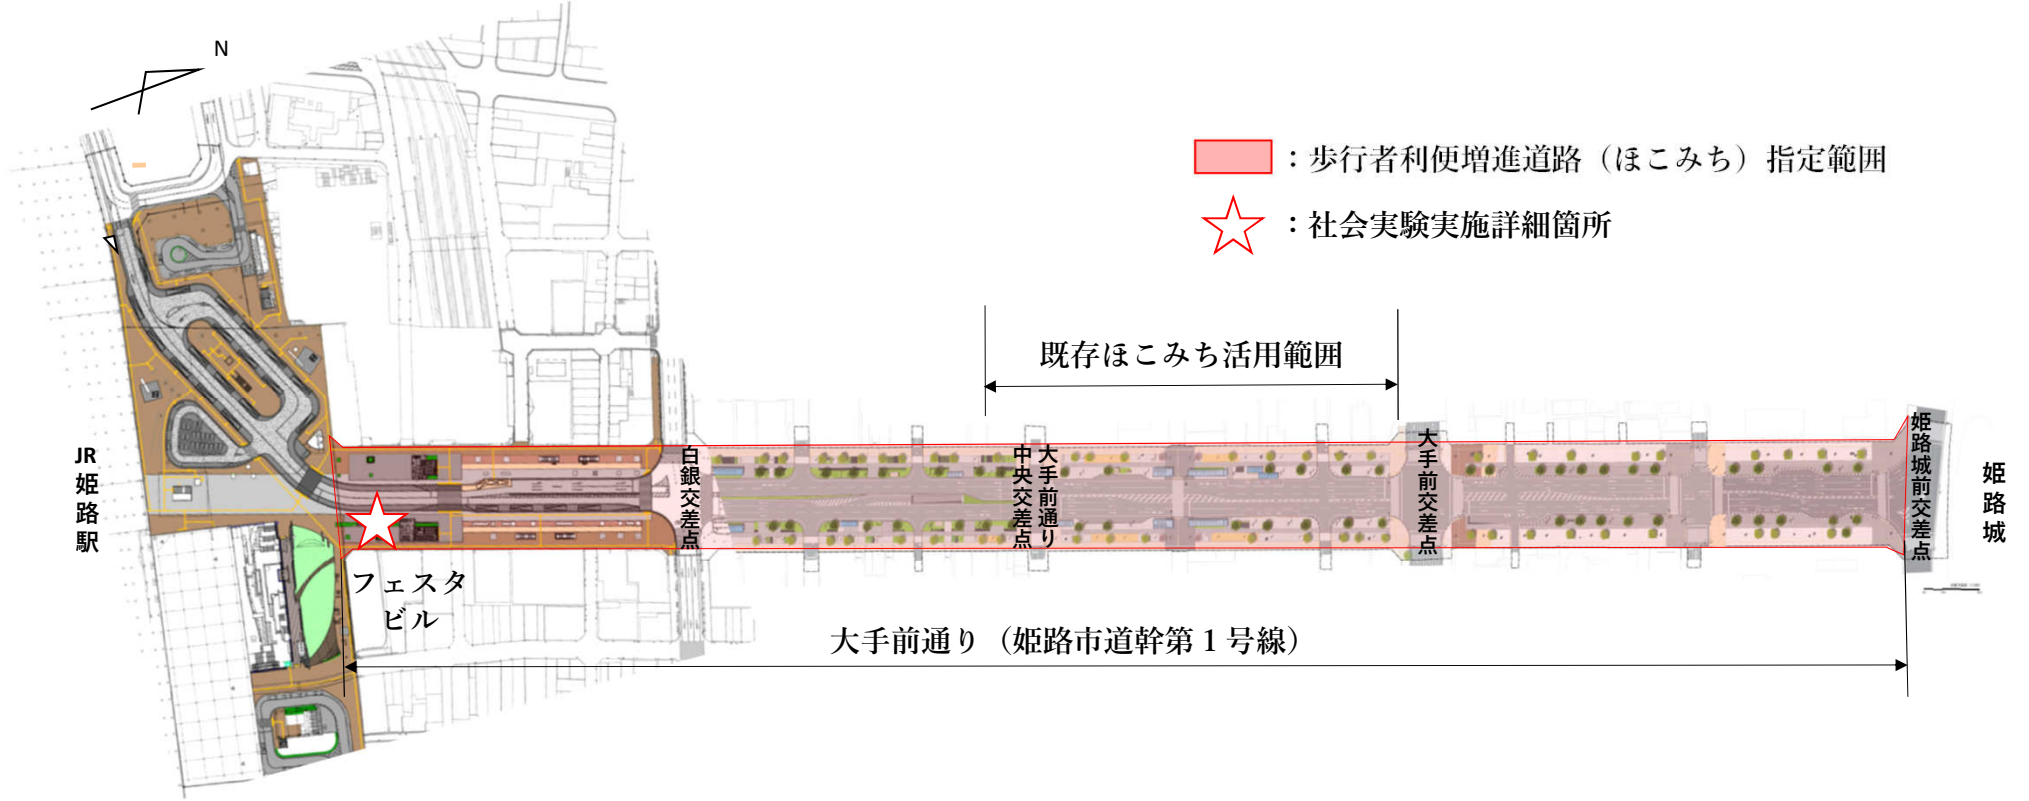 N
：歩行者利便増進道路（ほこみち）指定範囲
：社会実験実施詳細箇所
既存ほこみち活用範囲
JR姫路駅
白銀交差点
大手前通り
中央交差点
大手前交差点
姫路城前交差点
姫路城
フェスタ
ビル
大手前通り（姫路市道幹第１号線）